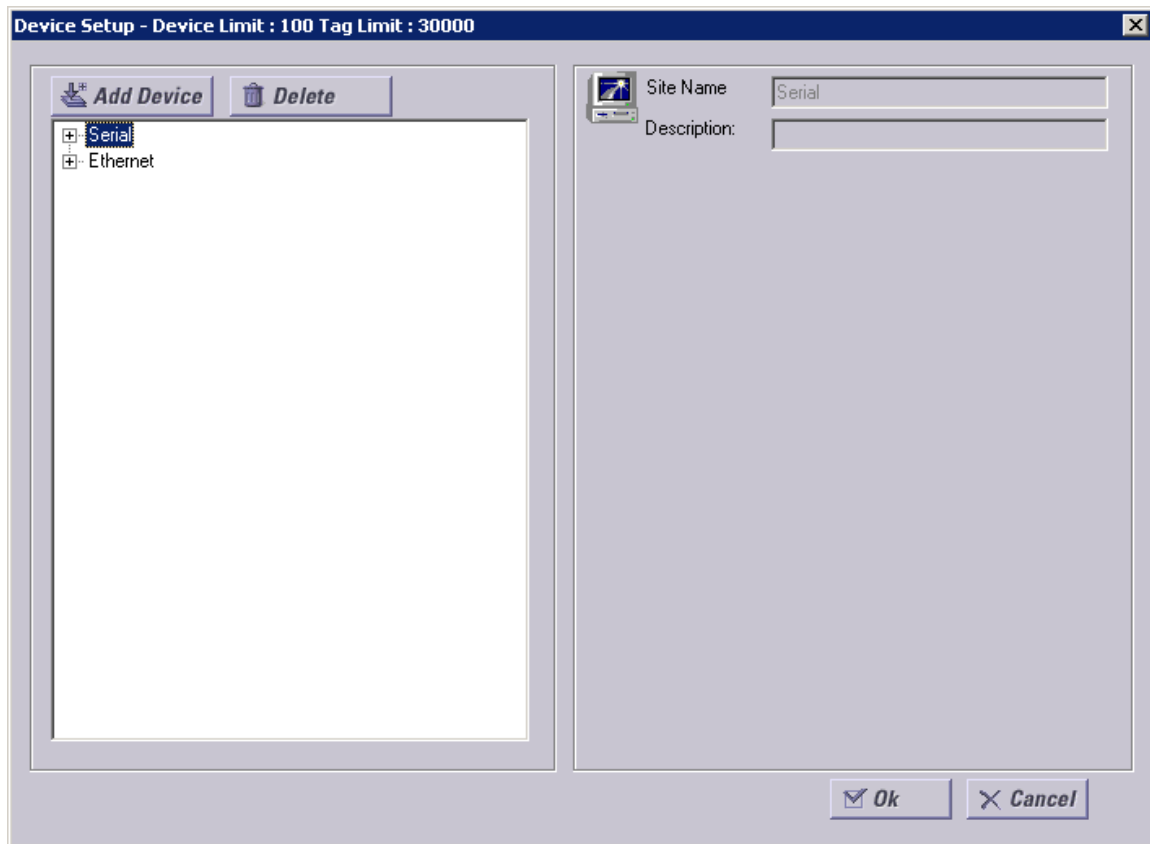 Device Setup - Device Limit : 100 Tag Limit : 30000
Add Device
Delete
Serial
Ethernet
Site Name
Serial
Description:
Ok
Cancel